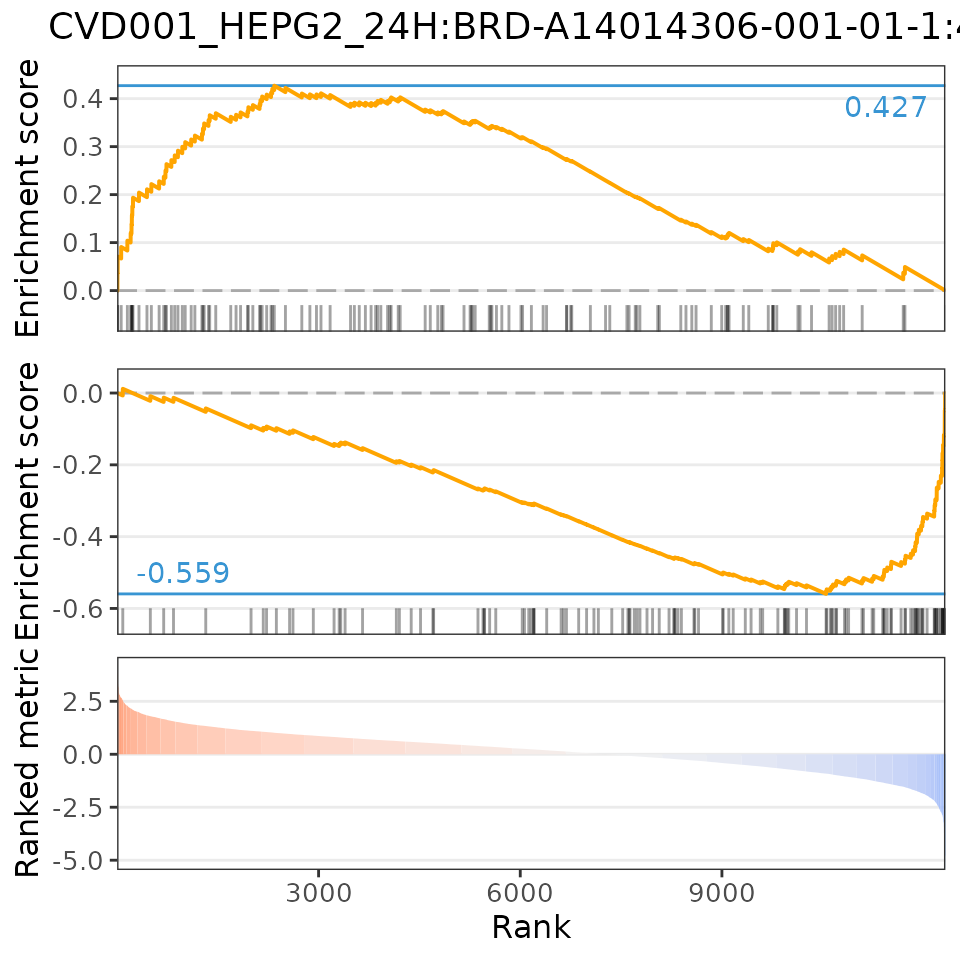 CVD001_HEPG2_24H:BRD-A14014306-001-01-1:4
Enrichment score
0.4
0.3
0.2
0.1
0.0
0.427
Enrichment score
0.0
-0.2
-0.4
-0.6
-0.559
Ranked metric
2.5
0.0
-2.5
-5.0
3000 6000 9000
Rank